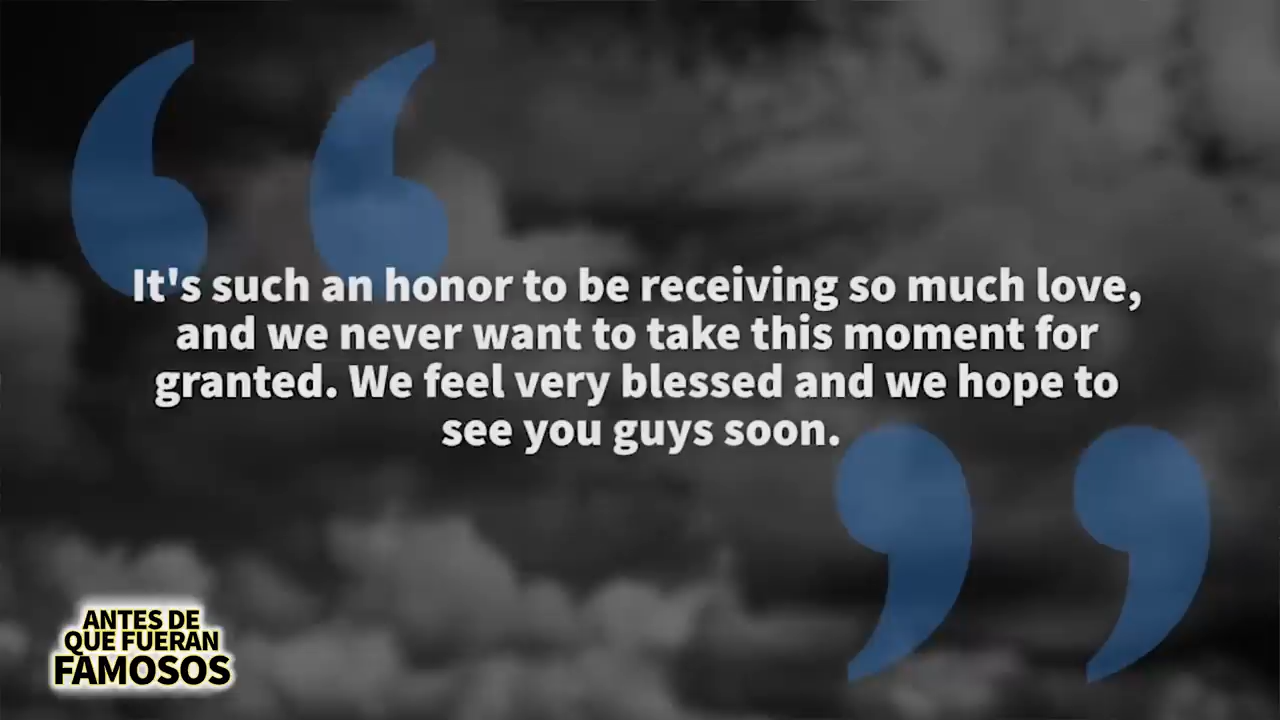 It's such an honor to be receiving so much love,
and we never want to take this moment for
granted. We feel very blessed and we hope to
see you guys soon.
ANTES DE
QUE FUERAN
FAMOSOS